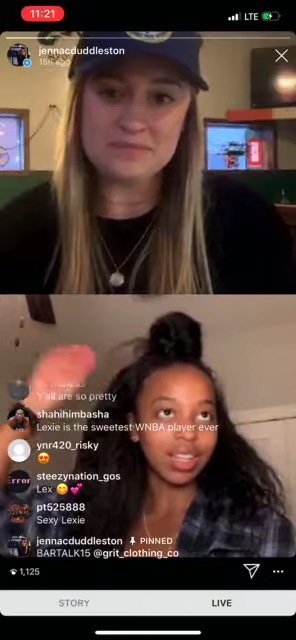 11:21
LTE
jennacduddleston
15h ago
Y'all are so pretty
shahihimbasha
Lexie is the sweetest WNBA player ever
ynr420_risky
😍
steezynation_gos
Lex 😋💕
pt525888
Sexy Lexie
jennacduddleston 📌 PINNED
BARTALK15 @grit_clothing_co
1,125
STORY
LIVE